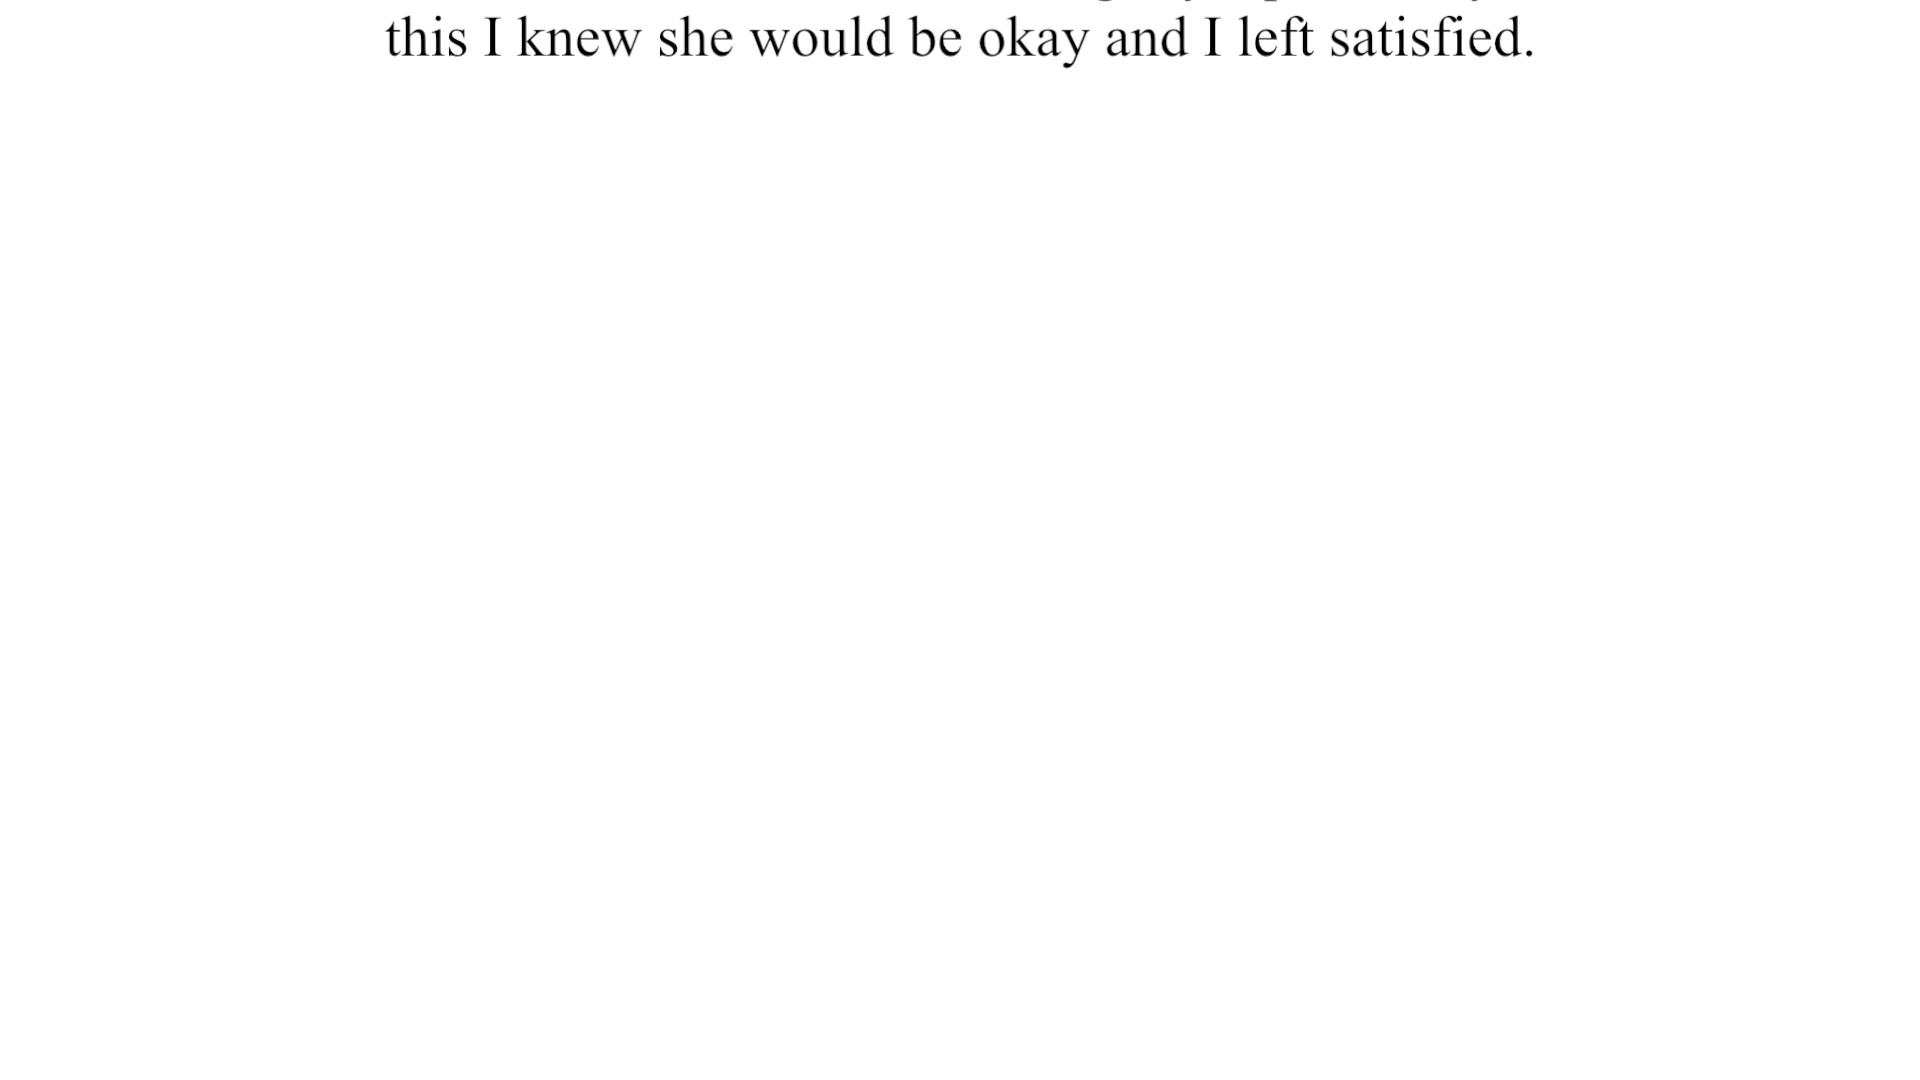 this I knew she would be okay and I left satisfied.